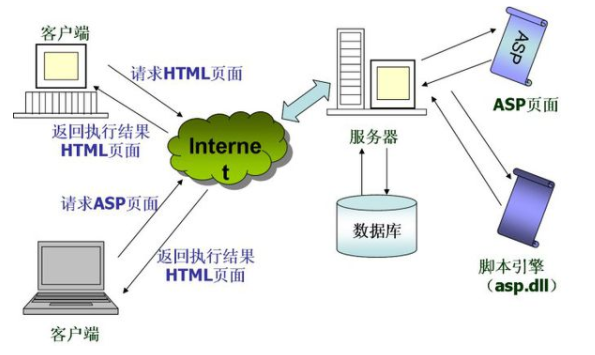 客户端
请求HTML页面
返回执行结果
HTML页面
Interne
t
请求ASP页面
返回执行结果
HTML页面
客户端
服务器
数据库
ASP
ASP页面
脚本引擎
（asp.dll）